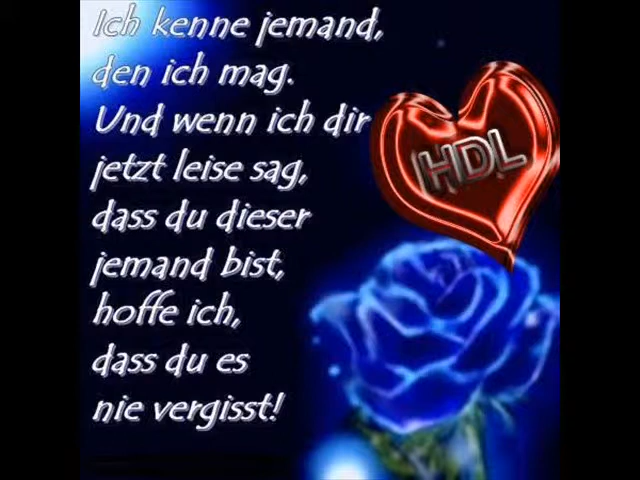 Ich kenne jemand,
den ich mag.
Und wenn ich dir
jetzt leise sag,
dass du dieser
jemand bist,
hoffe ich,
dass du es
nie vergisst!
HDL